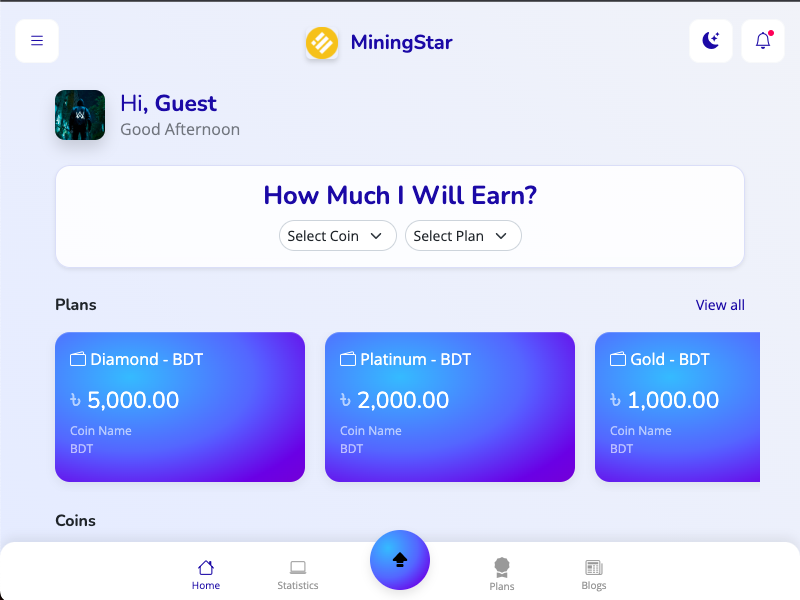 MiningStar
Hi, Guest
Good Afternoon
How Much I Will Earn?
Select Coin
Select Plan
Plans
View all
Diamond - BDT
৳ 5,000.00
Coin Name
BDT
Platinum - BDT
৳ 2,000.00
Coin Name
BDT
Gold - BDT
৳ 1,000.00
Coin Name
BDT
Coins
Home
Statistics
Plans
Blogs